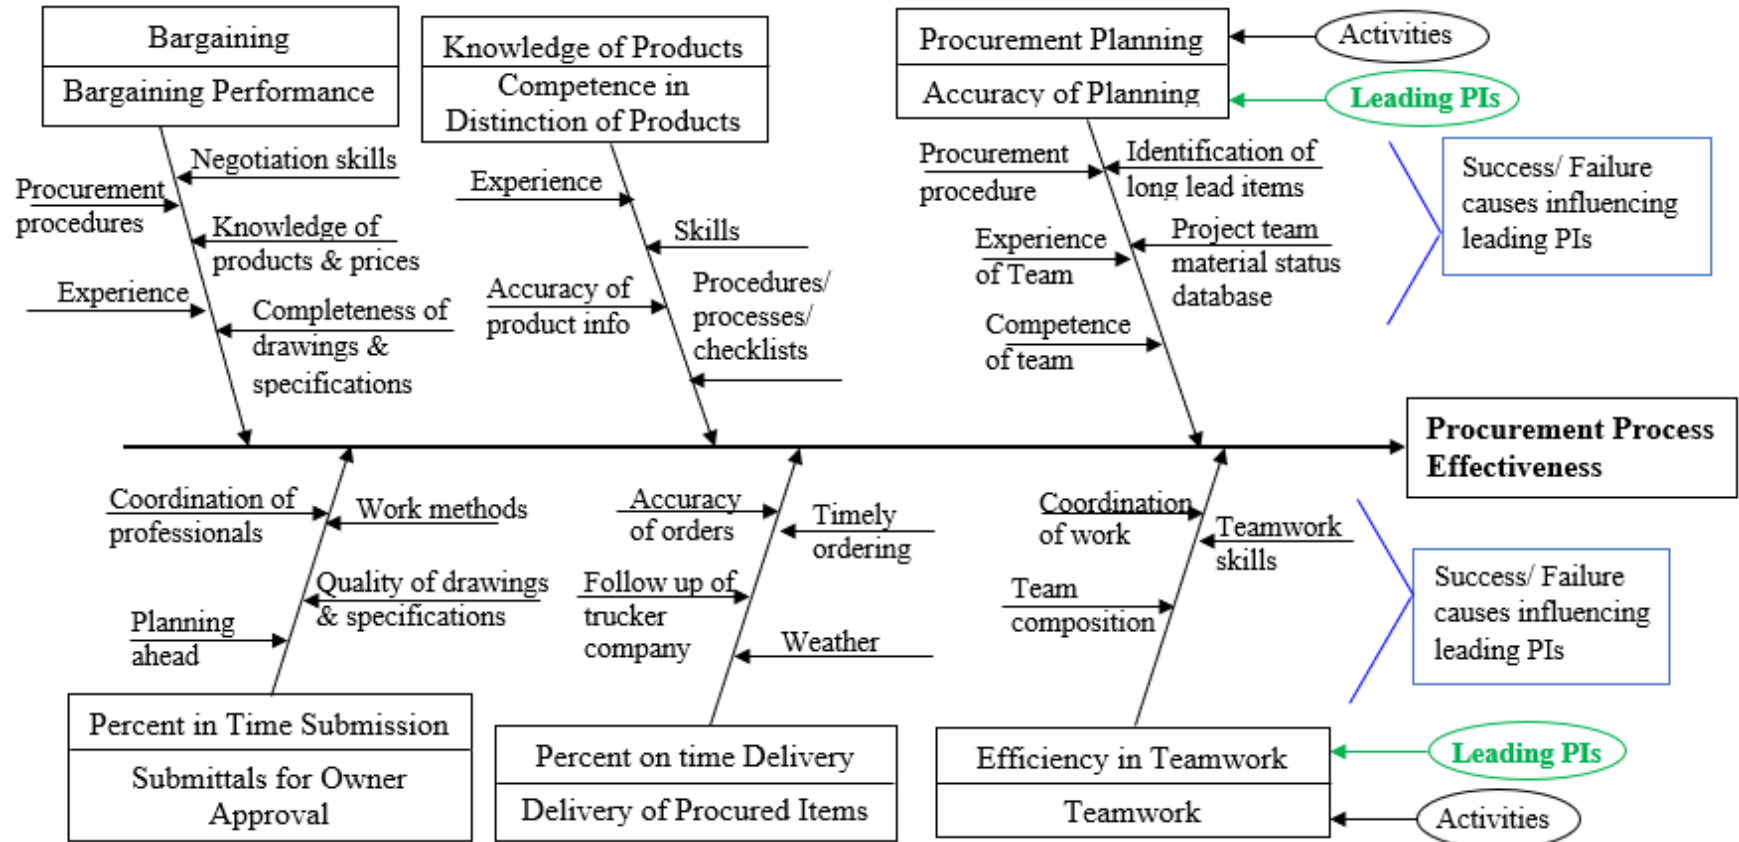 Bargaining
Bargaining Performance
Knowledge of Products
Competence in
Distinction of Products
Procurement Planning
Accuracy of Planning
Activities
Leading PIs
Negotiation skills
Procurement
procedures
Knowledge of
products & prices
Experience
Completeness of
drawings &
specifications
Experience
Skills
Accuracy of
product info
Procedures/
processes/
checklists
Procurement
procedure
Identification of
long lead items
Experience
of Team
Project team
material status
database
Competence
of team
Success/ Failure
causes influencing
leading PIs
Procurement Process
Effectiveness
Coordination of
professionals
Work methods
Quality of drawings
& specifications
Planning
ahead
Accuracy
of orders
Timely
ordering
Follow up of
trucker
company
Weather
Coordination
of work
Teamwork
skills
Team
composition
Success/ Failure
causes influencing
leading PIs
Percent in Time Submission
Submittals for Owner
Approval
Percent on time Delivery
Delivery of Procured Items
Efficiency in Teamwork
Teamwork
Leading PIs
Activities